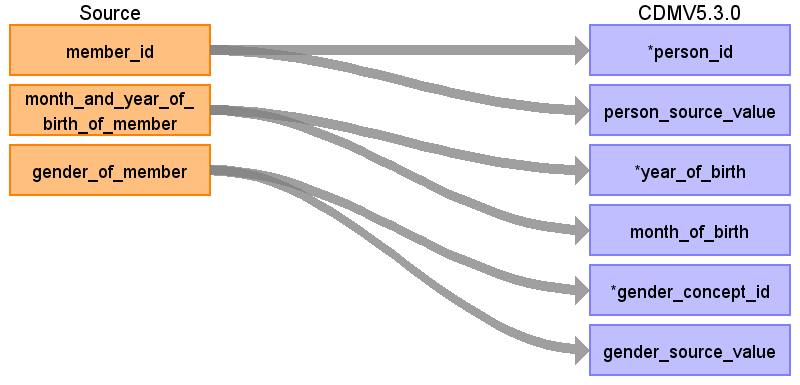 Source
CDMV5.3.0
member_id
*person_id
month_and_year_of_
birth_of_member
person_source_value
gender_of_member
*year_of_birth
month_of_birth
*gender_concept_id
gender_source_value